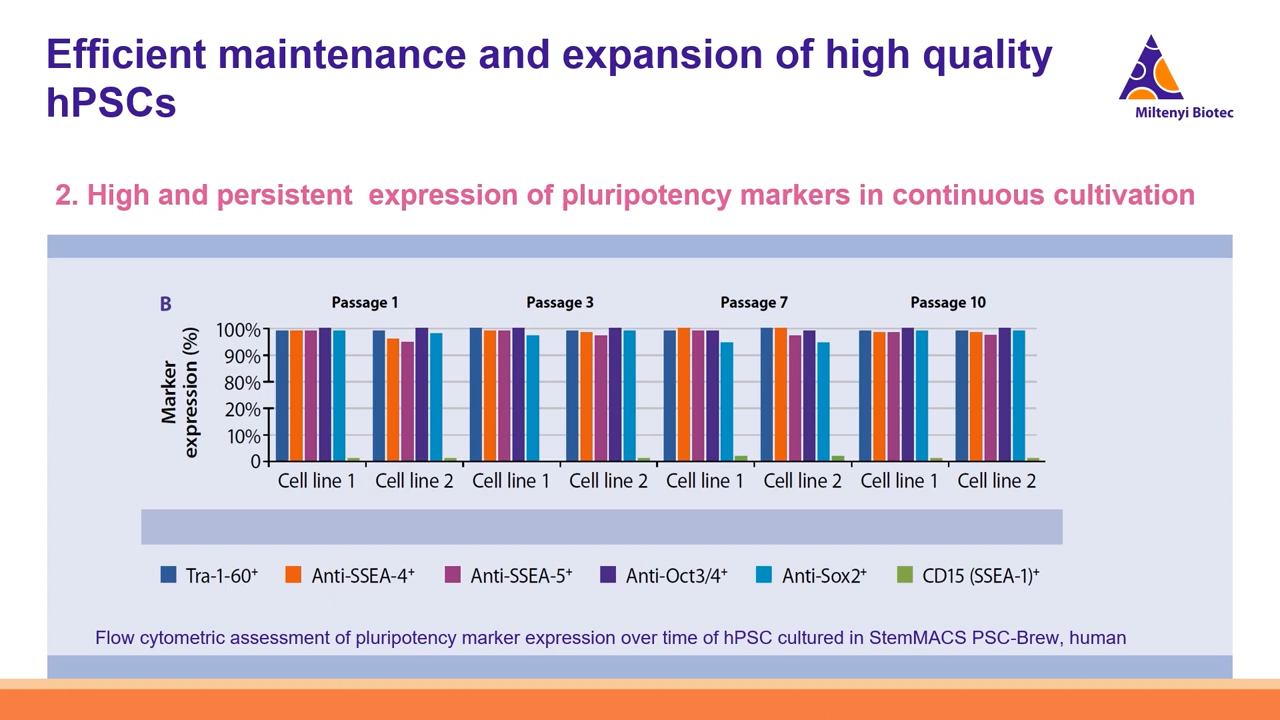 Efficient maintenance and expansion of high quality
hPSCs
Miltenyi Biotec
2. High and persistent expression of pluripotency markers in continuous cultivation
B
Passage 1
Passage 3
Passage 7
Passage 10
Marker
expression (%)
100%
90%
80%
20%
10%
0
Cell line 1
Cell line 2
Cell line 1
Cell line 2
Cell line 1
Cell line 2
Cell line 1
Cell line 2
Tra-1-60⁺
Anti-SSEA-4⁺
Anti-SSEA-5⁺
Anti-Oct3/4⁺
Anti-Sox2⁺
CD15 (SSEA-1)⁺
Flow cytometric assessment of pluripotency marker expression over time of hPSC cultured in StemMACS PSC-Brew, human